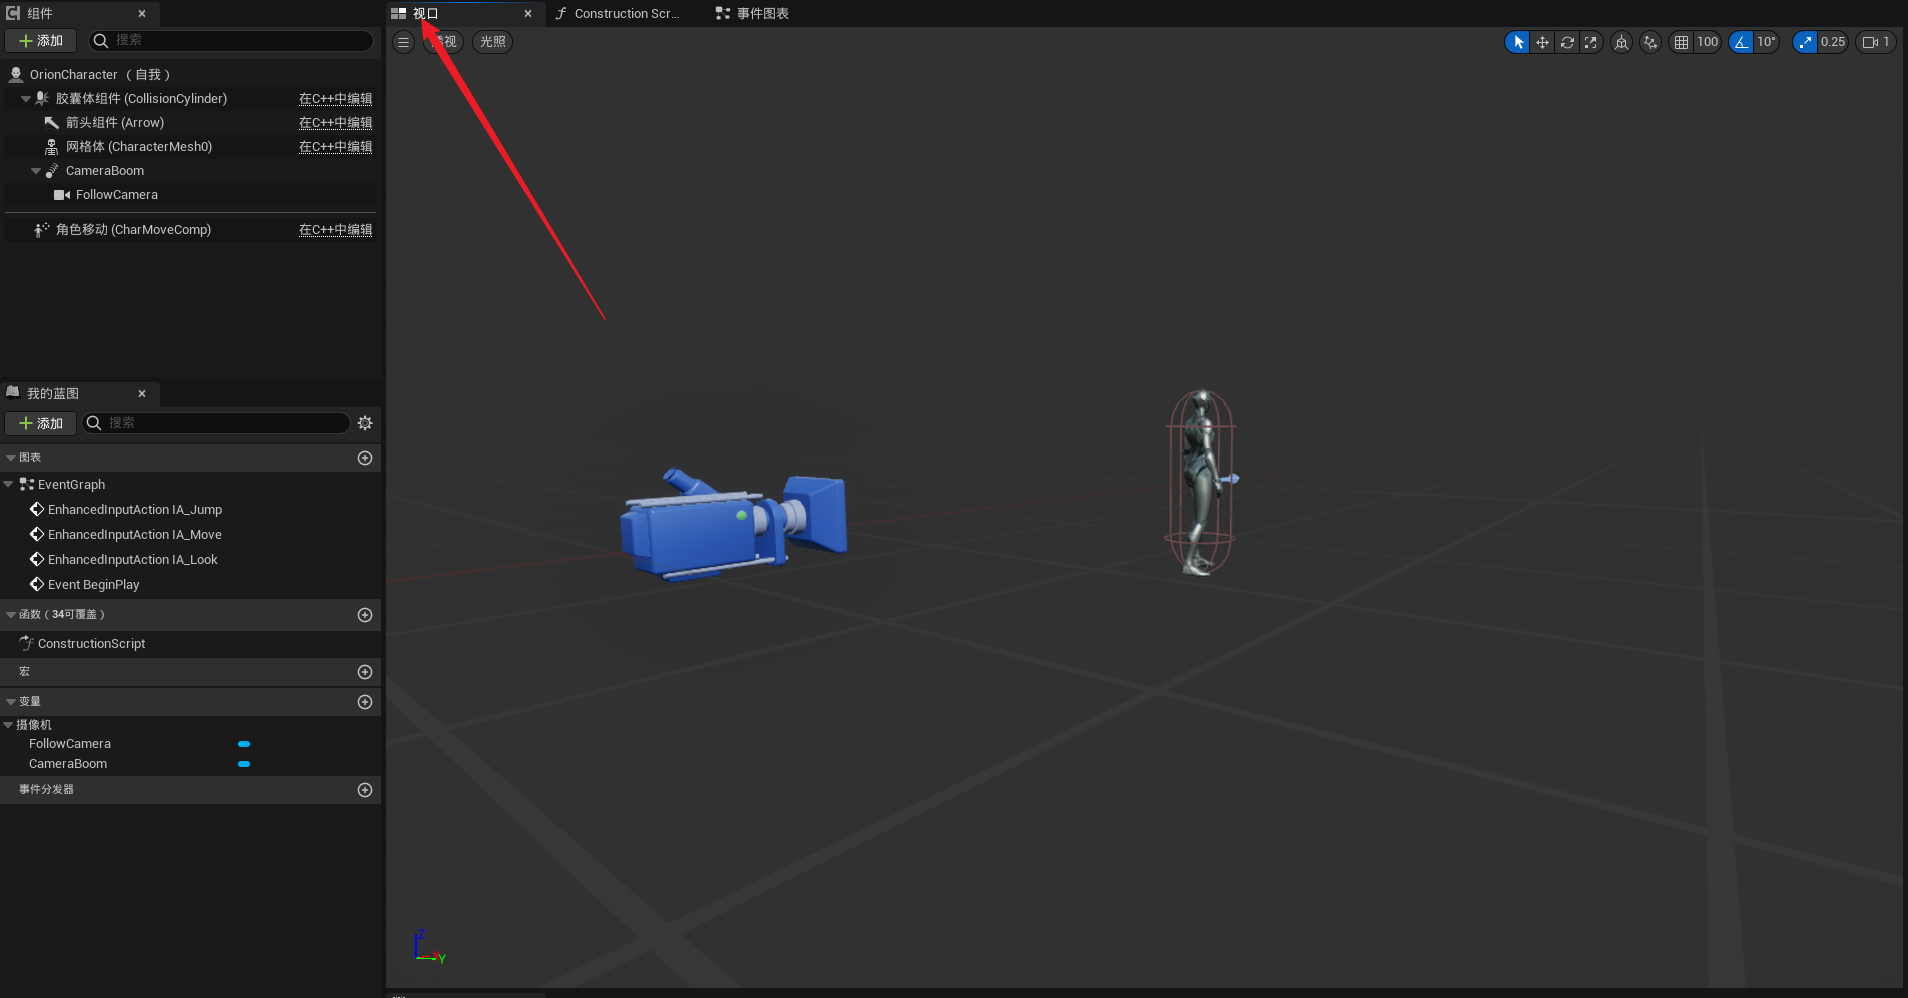 组件
添加
搜索
OrionCharacter （自我）
胶囊体组件 (CollisionCylinder) 在C++中编辑
箭头组件 (Arrow) 在C++中编辑
网格体 (CharacterMesh0) 在C++中编辑
CameraBoom
FollowCamera
角色移动 (CharMoveComp) 在C++中编辑
我的蓝图
添加
搜索
图表
EventGraph
EnhancedInputAction IA_Jump
EnhancedInputAction IA_Move
EnhancedInputAction IA_Look
Event BeginPlay
函数（34可覆盖）
ConstructionScript
宏
变量
摄像机
FollowCamera
CameraBoom
事件分发器
视口
Construction Scr...
事件图表
视
光照
100
10°
0.25
1
Z
Y